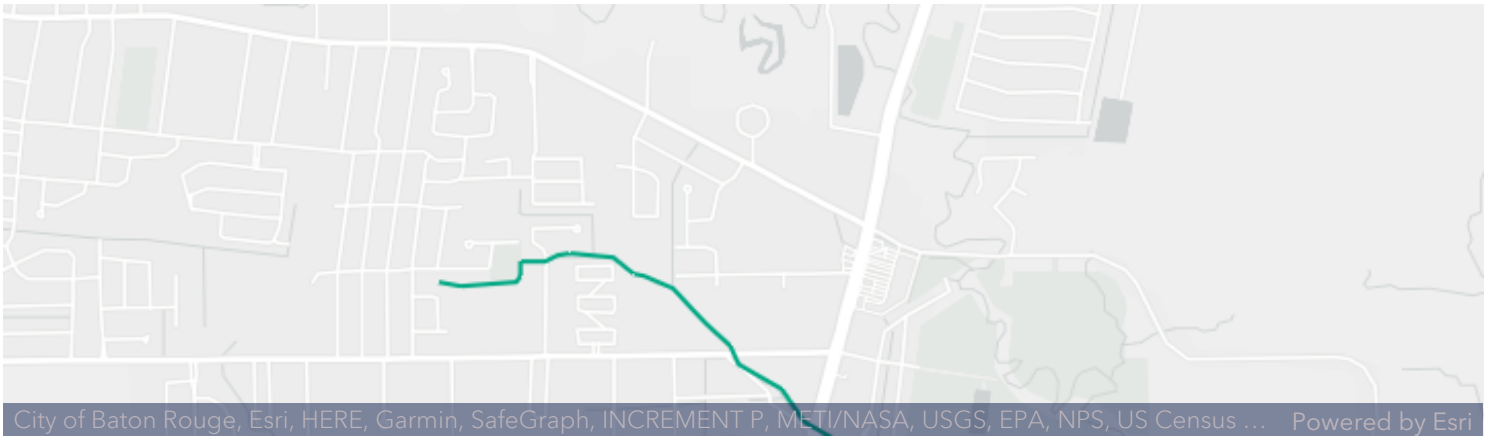 City of Baton Rouge, Esri, HERE, Garmin, SafeGraph, INCREMENT P, METI/NASA, USGS, EPA, NPS, US Census ... Powered by Esri